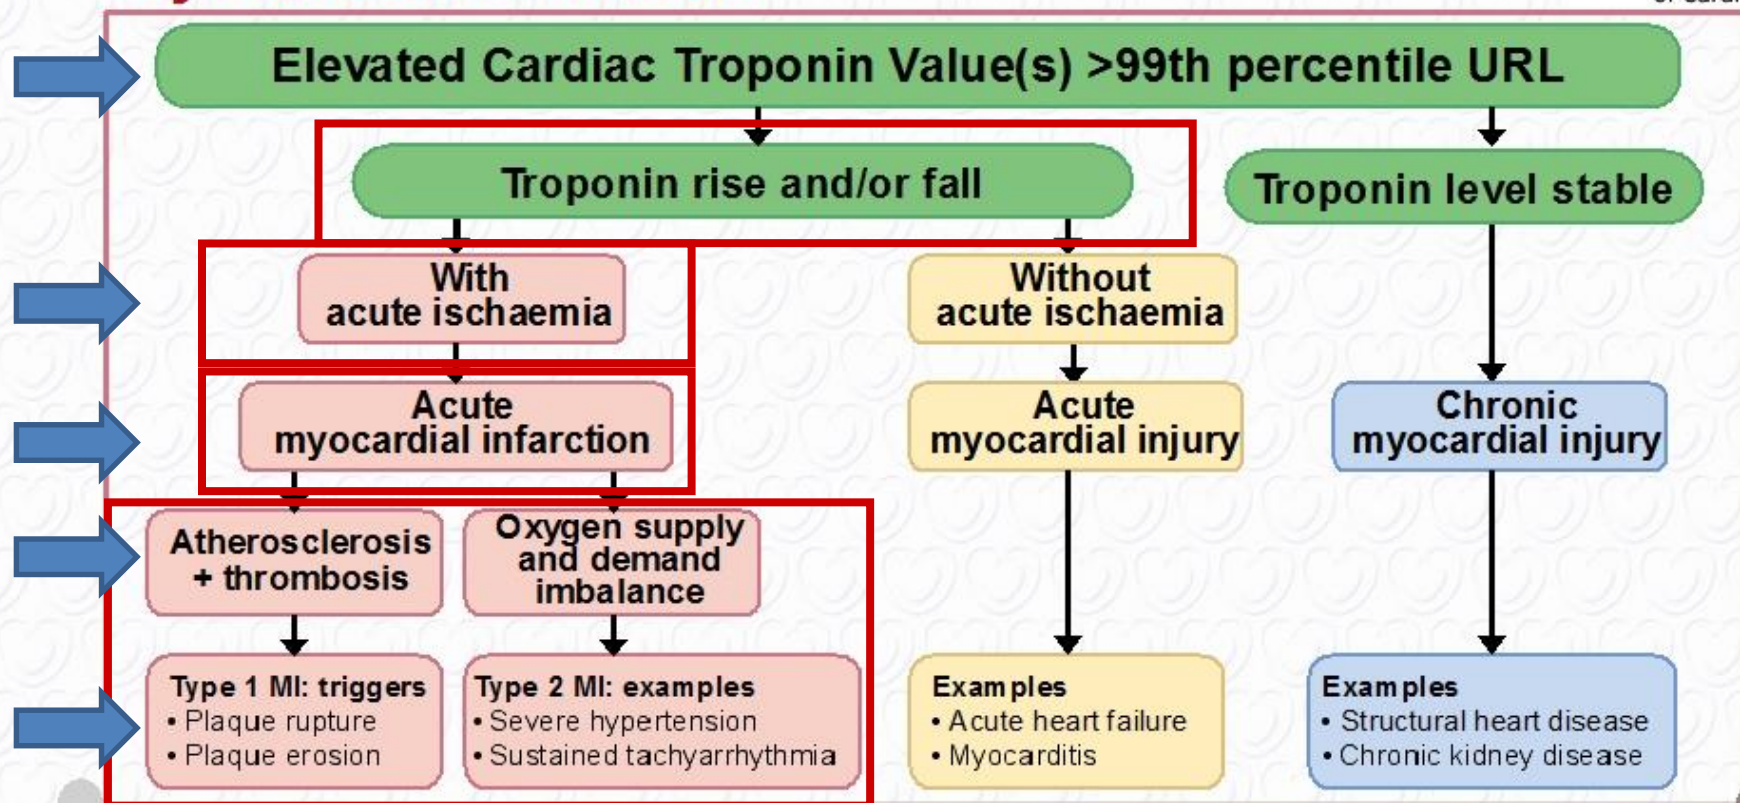 Elevated Cardiac Troponin Value(s) >99th percentile URL
Troponin rise and/or fall
Troponin level stable
With
acute ischaemia
Without
acute ischaemia
Acute
myocardial infarction
Acute
myocardial injury
Chronic
myocardial injury
Atherosclerosis
+ thrombosis
Oxygen supply
and demand
imbalance
Type 1 MI: triggers
• Plaque rupture
• Plaque erosion
Type 2 MI: examples
• Severe hypertension
• Sustained tachyarrhythmia
Examples
• Acute heart failure
• Myocarditis
Examples
• Structural heart disease
• Chronic kidney disease